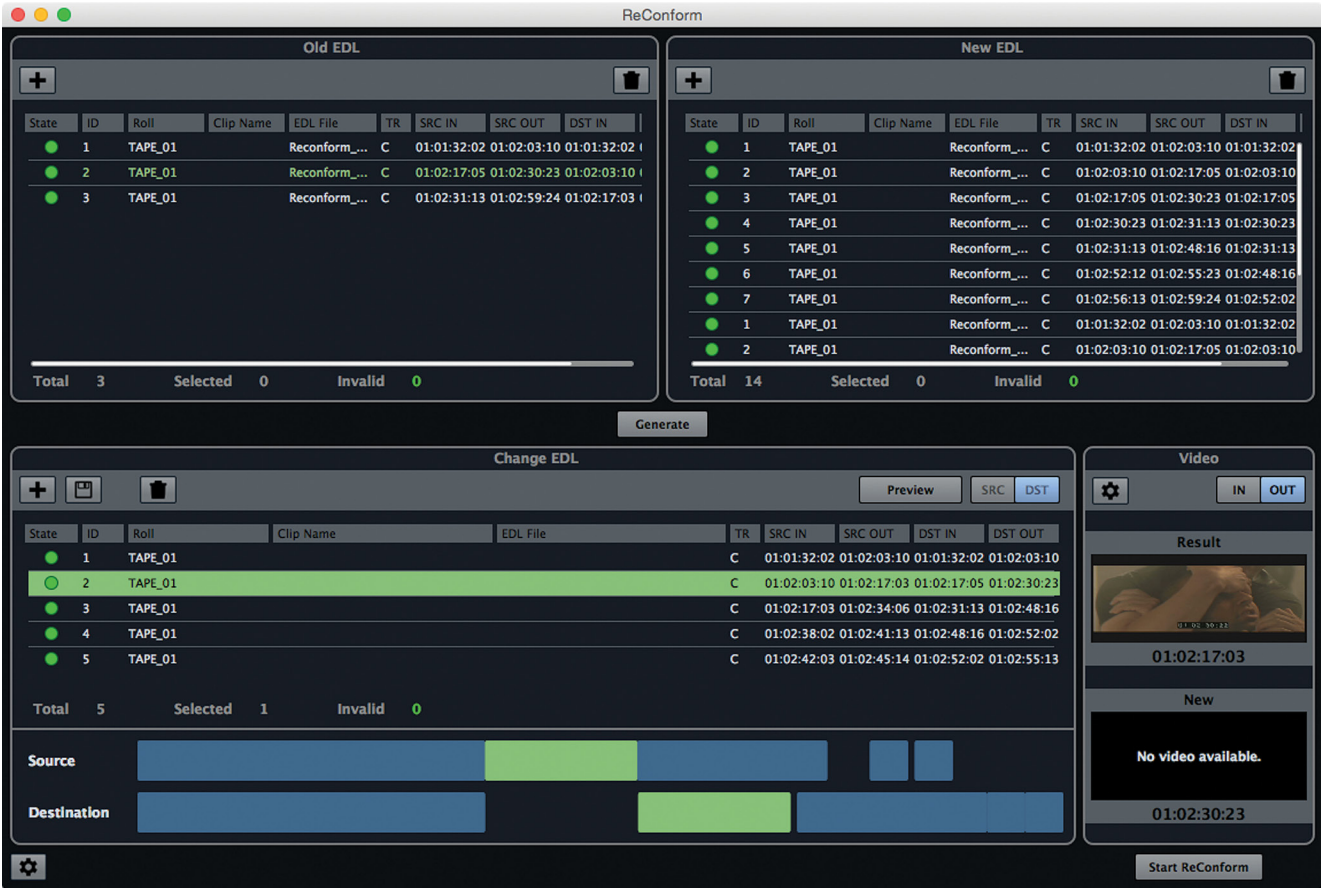 ReConform
Old EDL
State ID Roll Clip Name EDL File TR SRC IN SRC OUT DST IN
1 TAPE_01 Reconform_... C 01:01:32:02 01:02:03:10 01:01:32:02
2 TAPE_01 Reconform_... C 01:02:17:05 01:02:30:23 01:02:03:10
3 TAPE_01 Reconform_... C 01:02:31:13 01:02:59:24 01:02:17:03
Total 3 Selected 0 Invalid 0
New EDL
State ID Roll Clip Name EDL File TR SRC IN SRC OUT DST IN
1 TAPE_01 Reconform_... C 01:01:32:02 01:02:03:10 01:01:32:02
2 TAPE_01 Reconform_... C 01:02:03:10 01:02:17:05 01:02:03:10
3 TAPE_01 Reconform_... C 01:02:17:05 01:02:30:23 01:02:17:05
4 TAPE_01 Reconform_... C 01:02:30:23 01:02:31:13 01:02:30:23
5 TAPE_01 Reconform_... C 01:02:31:13 01:02:48:16 01:02:31:13
6 TAPE_01 Reconform_... C 01:02:52:12 01:02:55:23 01:02:48:16
7 TAPE_01 Reconform_... C 01:02:56:13 01:02:59:24 01:02:52:02
1 TAPE_01 Reconform_... C 01:01:32:02 01:02:03:10 01:01:32:02
2 TAPE_01 Reconform_... C 01:02:03:10 01:02:17:05 01:02:03:10
Total 14 Selected 0 Invalid 0
Generate
Change EDL
Preview SRC DST
State ID Roll Clip Name EDL File TR SRC IN SRC OUT DST IN DST OUT
1 TAPE_01 C 01:01:32:02 01:02:03:10 01:01:32:02 01:02:03:10
2 TAPE_01 C 01:02:03:10 01:02:17:03 01:02:17:05 01:02:30:23
3 TAPE_01 C 01:02:17:03 01:02:34:06 01:02:31:13 01:02:48:16
4 TAPE_01 C 01:02:38:02 01:02:41:13 01:02:48:16 01:02:52:02
5 TAPE_01 C 01:02:42:03 01:02:45:14 01:02:52:02 01:02:55:13
Total 5 Selected 1 Invalid 0
Source
Destination
Video
IN OUT
Result
01:02:17:03
New
No video available.
01:02:30:23
Start ReConform